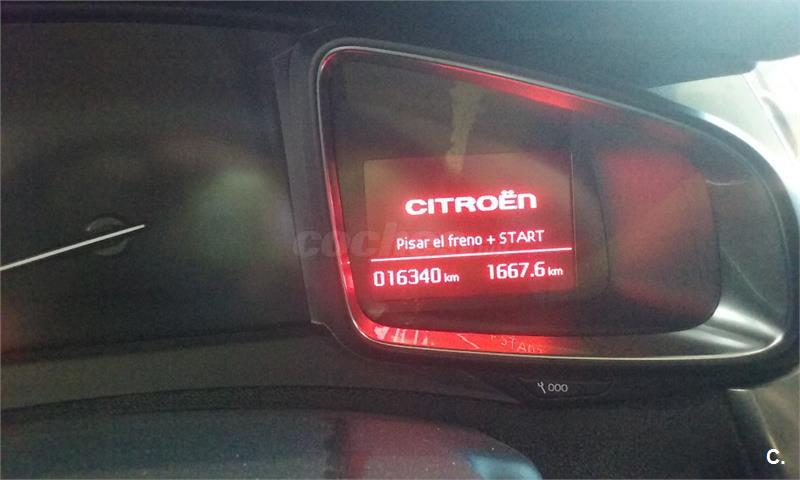 CITROËN
Pisar el freno + START
016340 km 1667.6 km
000
C.